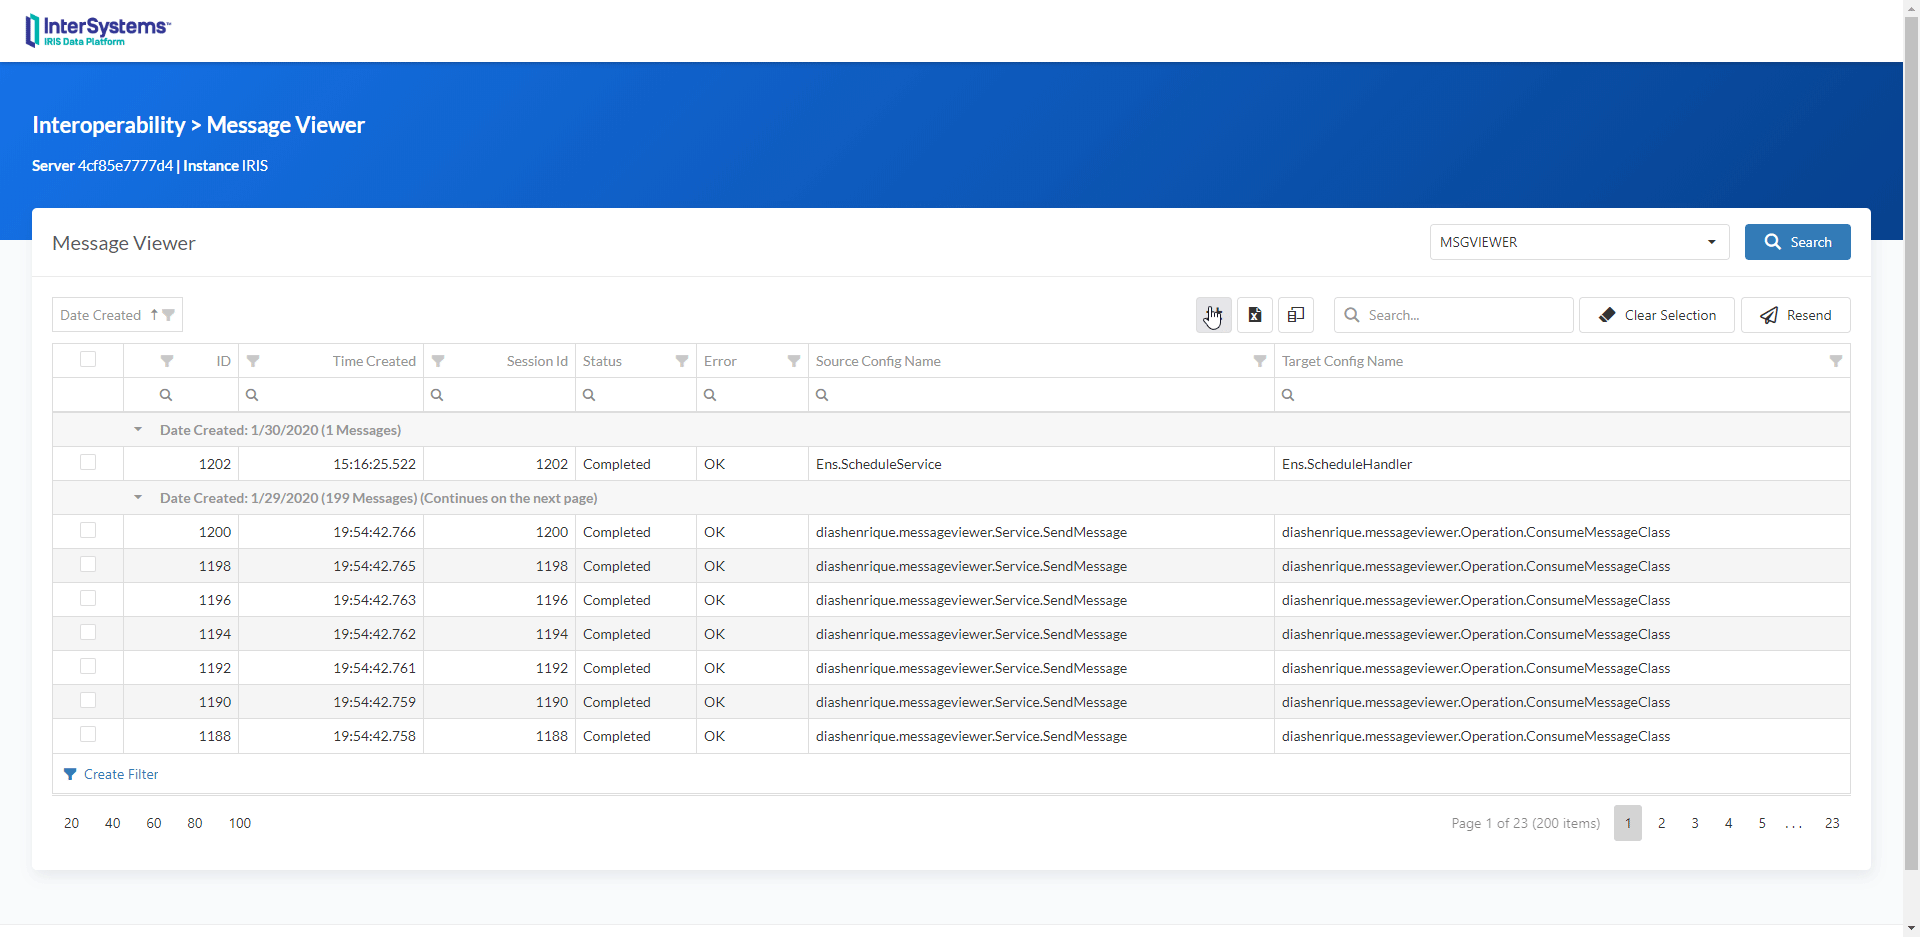 InterSystems™
IRIS Data Platform
Interoperability > Message Viewer
Server 4cf85e7777d4 | Instance IRIS
Message Viewer
MSGVIEWER
Search
Date Created
Search...
Clear Selection
Resend
ID Time Created Session Id Status Error Source Config Name Target Config Name
Date Created: 1/30/2020 (1 Messages)
1202 15:16:25.522 1202 Completed OK Ens.ScheduleService Ens.ScheduleHandler
Date Created: 1/29/2020 (199 Messages) (Continues on the next page)
1200 19:54:42.766 1200 Completed OK diashenrique.messageviewer.Service.SendMessage diashenrique.messageviewer.Operation.ConsumeMessageClass
1198 19:54:42.765 1198 Completed OK diashenrique.messageviewer.Service.SendMessage diashenrique.messageviewer.Operation.ConsumeMessageClass
1196 19:54:42.763 1196 Completed OK diashenrique.messageviewer.Service.SendMessage diashenrique.messageviewer.Operation.ConsumeMessageClass
1194 19:54:42.762 1194 Completed OK diashenrique.messageviewer.Service.SendMessage diashenrique.messageviewer.Operation.ConsumeMessageClass
1192 19:54:42.761 1192 Completed OK diashenrique.messageviewer.Service.SendMessage diashenrique.messageviewer.Operation.ConsumeMessageClass
1190 19:54:42.759 1190 Completed OK diashenrique.messageviewer.Service.SendMessage diashenrique.messageviewer.Operation.ConsumeMessageClass
1188 19:54:42.758 1188 Completed OK diashenrique.messageviewer.Service.SendMessage diashenrique.messageviewer.Operation.ConsumeMessageClass
Create Filter
20 40 60 80 100
Page 1 of 23 (200 items) 1 2 3 4 5 ... 23